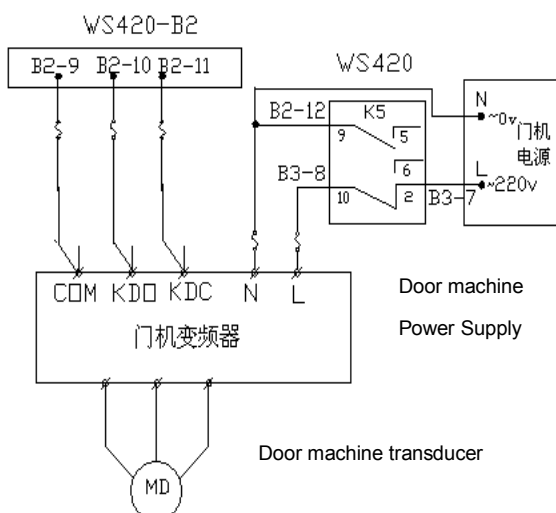 WS420-B2
B2-9 B2-10 B2-11
WS420
B2-12
K5
9
5
6
B3-8
10
2
B3-7
N
~0v
门机
电源
L
~220v
COM KDO KDC N L
门机变频器
Door machine
Power Supply
Door machine transducer
MD